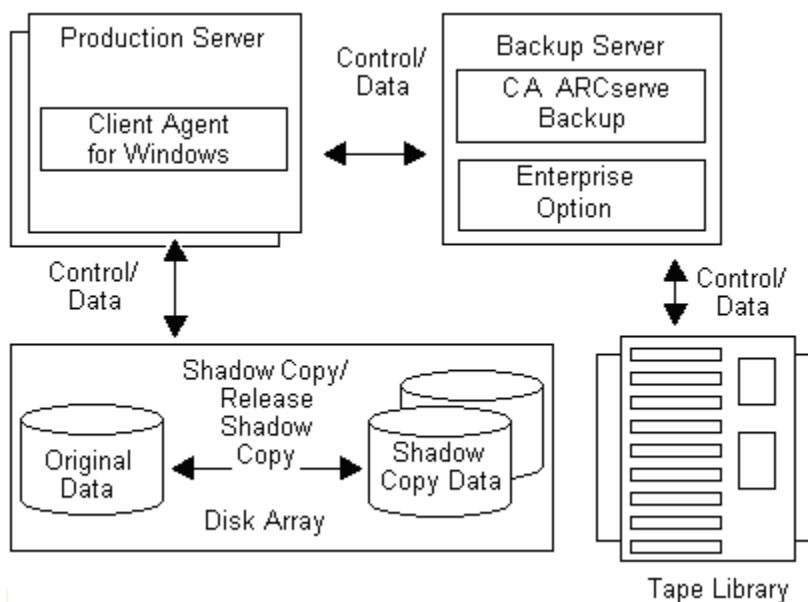 Production Server
Client Agent
for Windows
Control/
Data
Backup Server
CA ARCserve
Backup
Enterprise
Option
Control/
Data
Control/
Data
Shadow Copy/
Release
Shadow
Copy
Original
Data
Shadow
Copy Data
Disk Array
Tape Library